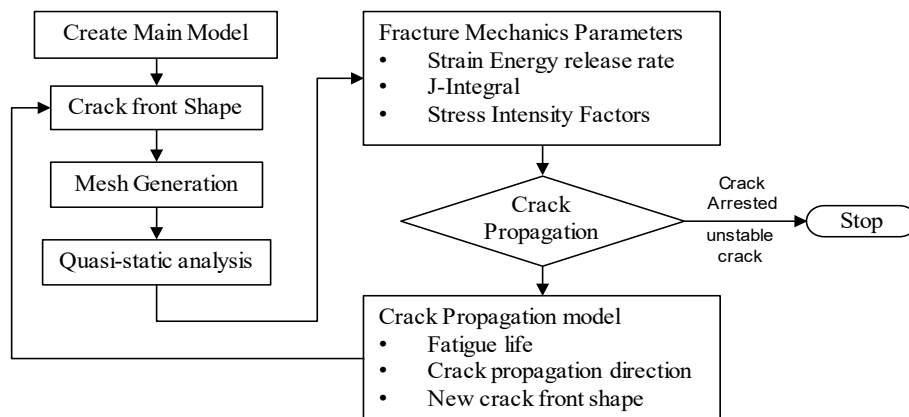 Create Main Model
Crack front Shape
Mesh Generation
Quasi-static analysis
Fracture Mechanics Parameters
• Strain Energy release rate
• J-Integral
• Stress Intensity Factors
Crack
Propagation
Crack
Arrested
unstable
crack
Stop
Crack Propagation model
• Fatigue life
• Crack propagation direction
• New crack front shape